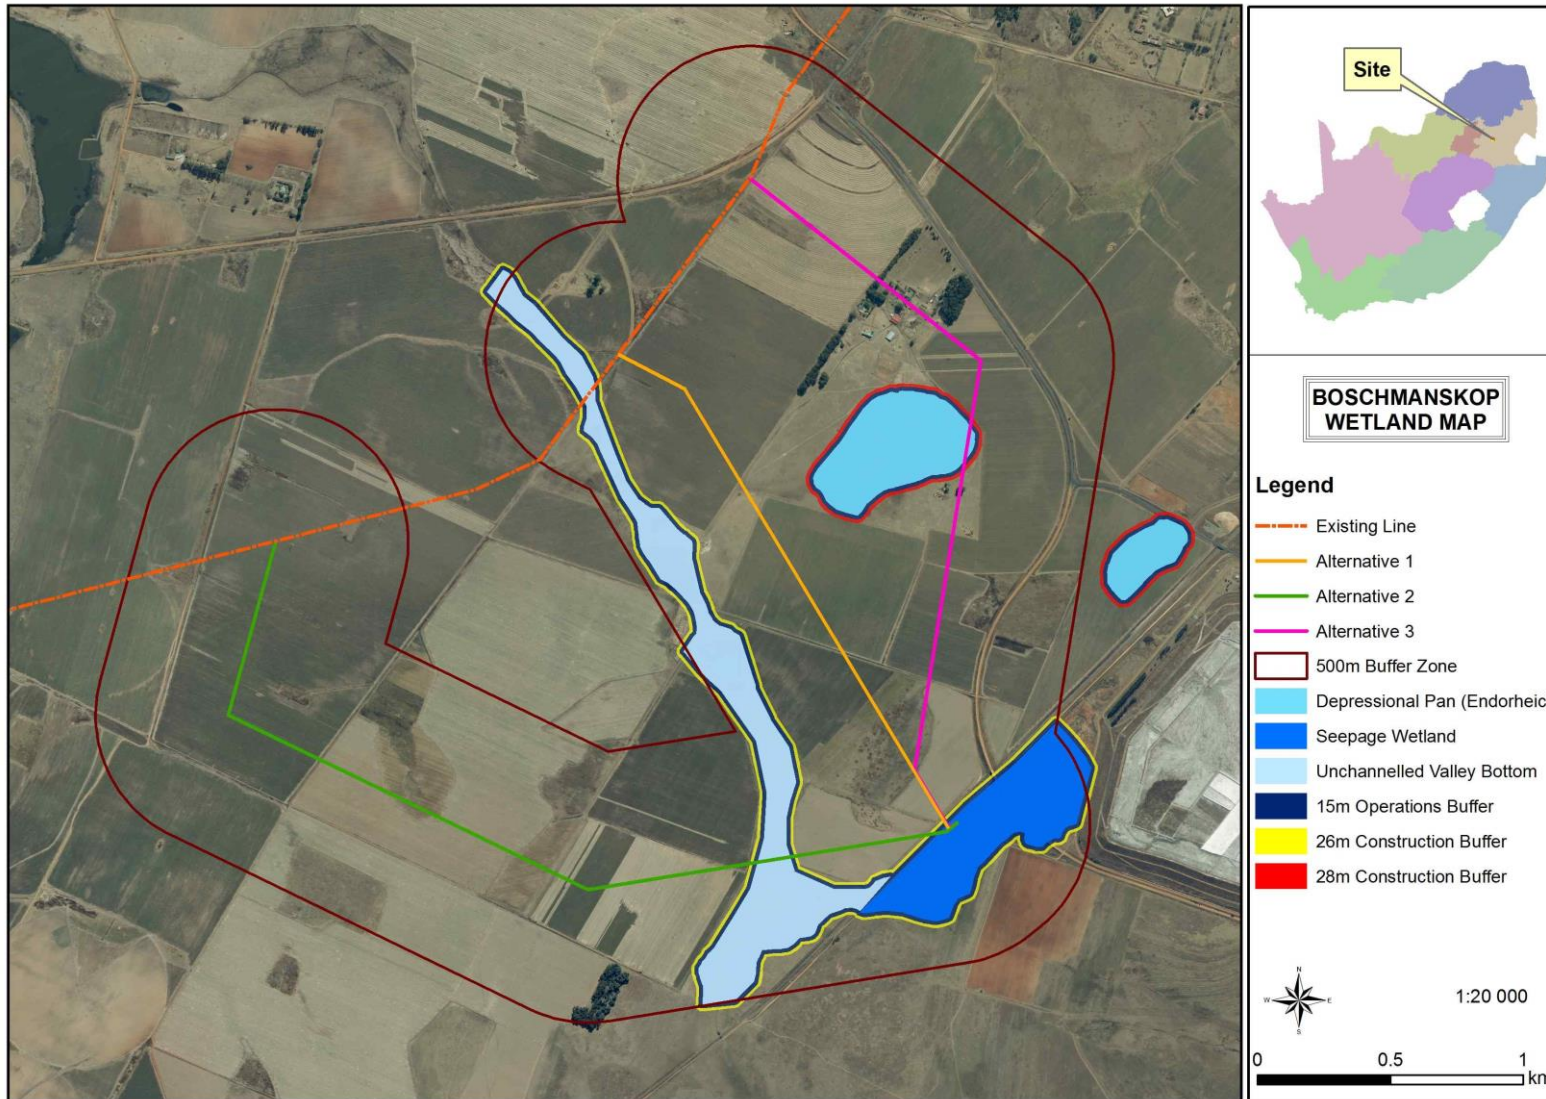 Site
BOSCHMANSKOP
WETLAND MAP
Legend
Existing Line
Alternative 1
Alternative 2
Alternative 3
500m Buffer Zone
Depressional Pan (Endorheic
Seepage Wetland
Unchannelled Valley Bottom
15m Operations Buffer
26m Construction Buffer
28m Construction Buffer
N
W E
S
1:20 000
0 0.5 1
km